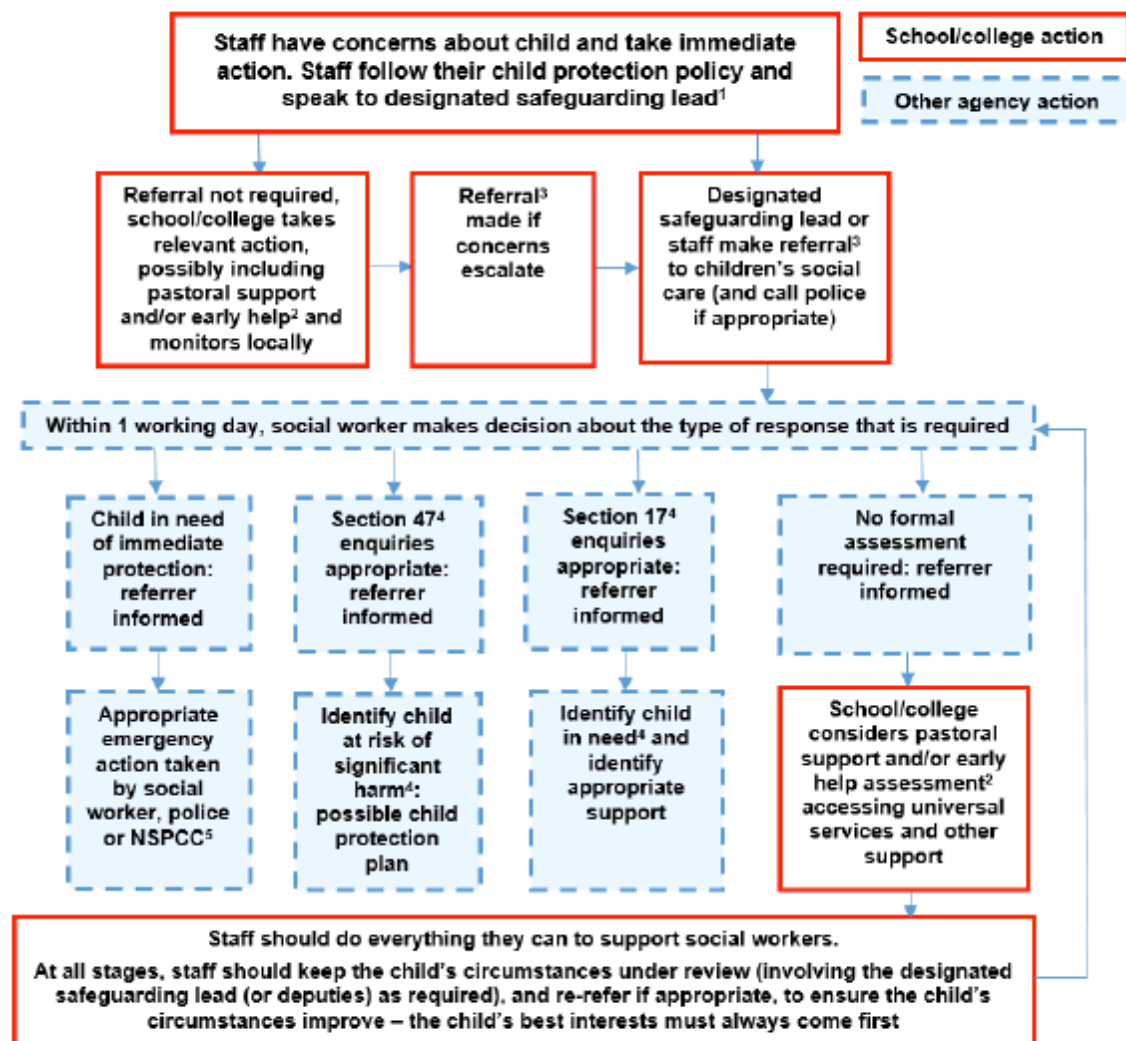 Staff have concerns about child and take immediate
action. Staff follow their child protection policy and
speak to designated safeguarding lead¹
School/college action
Other agency action
Referral not required,
school/college takes
relevant action,
possibly including
pastoral support
and/or early help² and
monitors locally
Referral³
made if
concerns
escalate
Designated
safeguarding lead or
staff make referral³
to children’s social
care (and call police
if appropriate)
Within 1 working day, social worker makes decision about the type of response that is required
Child in need
of immediate
protection:
referrer
informed
Section 47⁴
enquiries
appropriate:
referrer
informed
Section 17⁴
enquiries
appropriate:
referrer
informed
No formal
assessment
required: referrer
informed
Appropriate
emergency
action taken
by social
worker, police
or NSPCC⁵
Identify child
at risk of
significant
harm⁴:
possible child
protection
plan
Identify child
in need⁴ and
identify
appropriate
support
School/college
considers pastoral
support and/or early
help assessment²
accessing universal
services and other
support
Staff should do everything they can to support social workers.
At all stages, staff should keep the child’s circumstances under review (involving the designated
safeguarding lead (or deputies) as required), and re-refer if appropriate, to ensure the child’s
circumstances improve – the child’s best interests must always come first